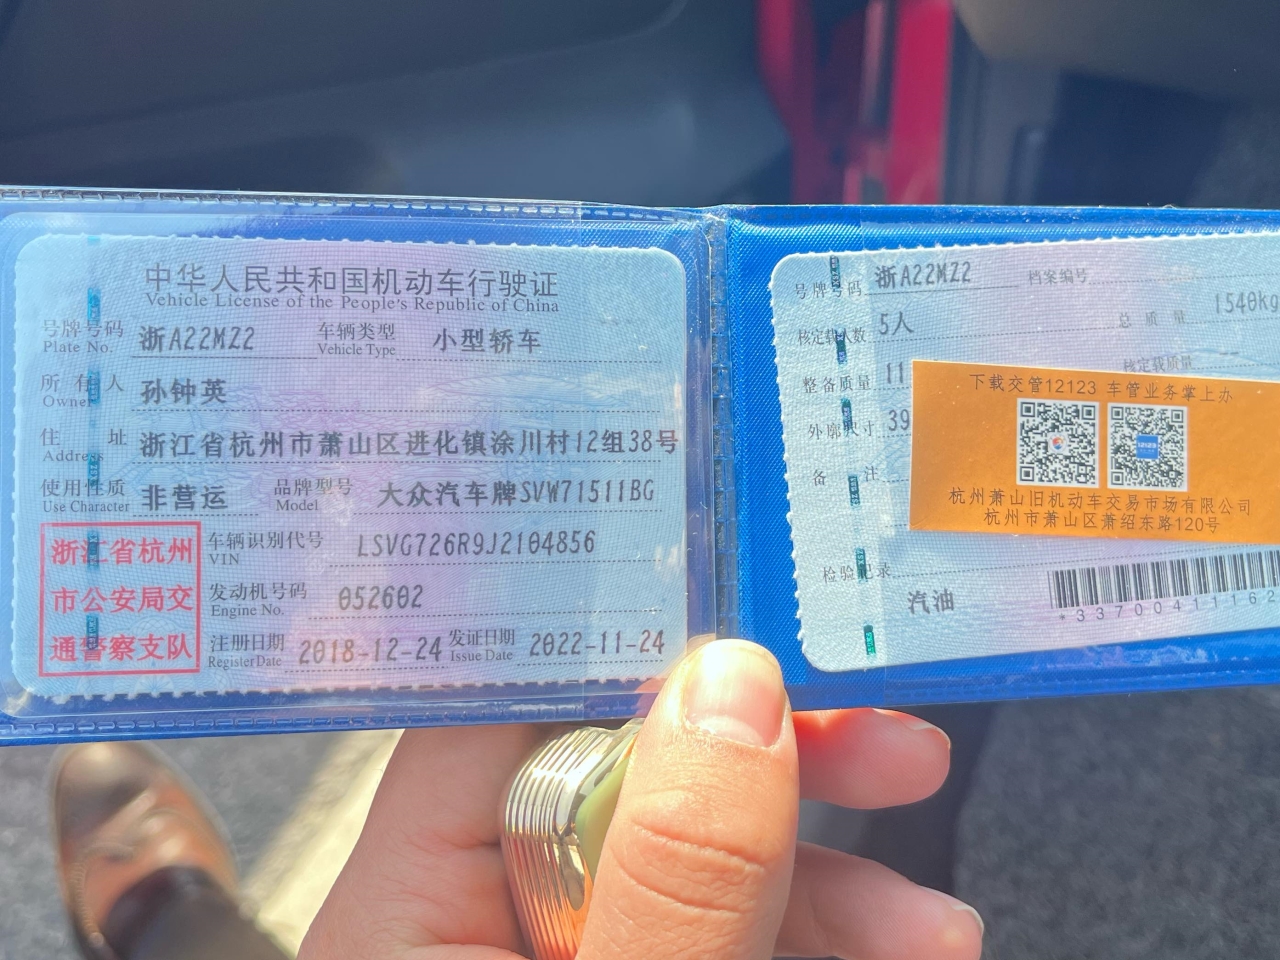 中华人民共和国机动车行驶证
Vehicle License of the People's Republic of China
号牌号码 浙A22MZ2 车辆类型 小型轿车
Plate No. Vehicle Type
所有人 孙钟英
Owner
住址 浙江省杭州市萧山区进化镇涂川村12组38号
Address
使用性质 非营运 品牌型号 大众汽车牌SVW71511BG
Use Character Model
浙江省杭州
市公安局交
通警察支队
车辆识别代号 LSVG726R9J2104856
VIN
发动机号码 052602
Engine No.
注册日期 2018-12-24 发证日期 2022-11-24
Register Date Issue Date
号牌号码 浙A22MZ2 档案编号
核定载人数 5人 总质量 1540kg
整备质量 11 核定载质量 --
外廓尺寸 39
备注
下载交管12123 车管业务掌上办
12123
杭州萧山旧机动车交易市场有限公司
杭州市萧山区萧绍东路120号
检验记录
汽油
*33700411162